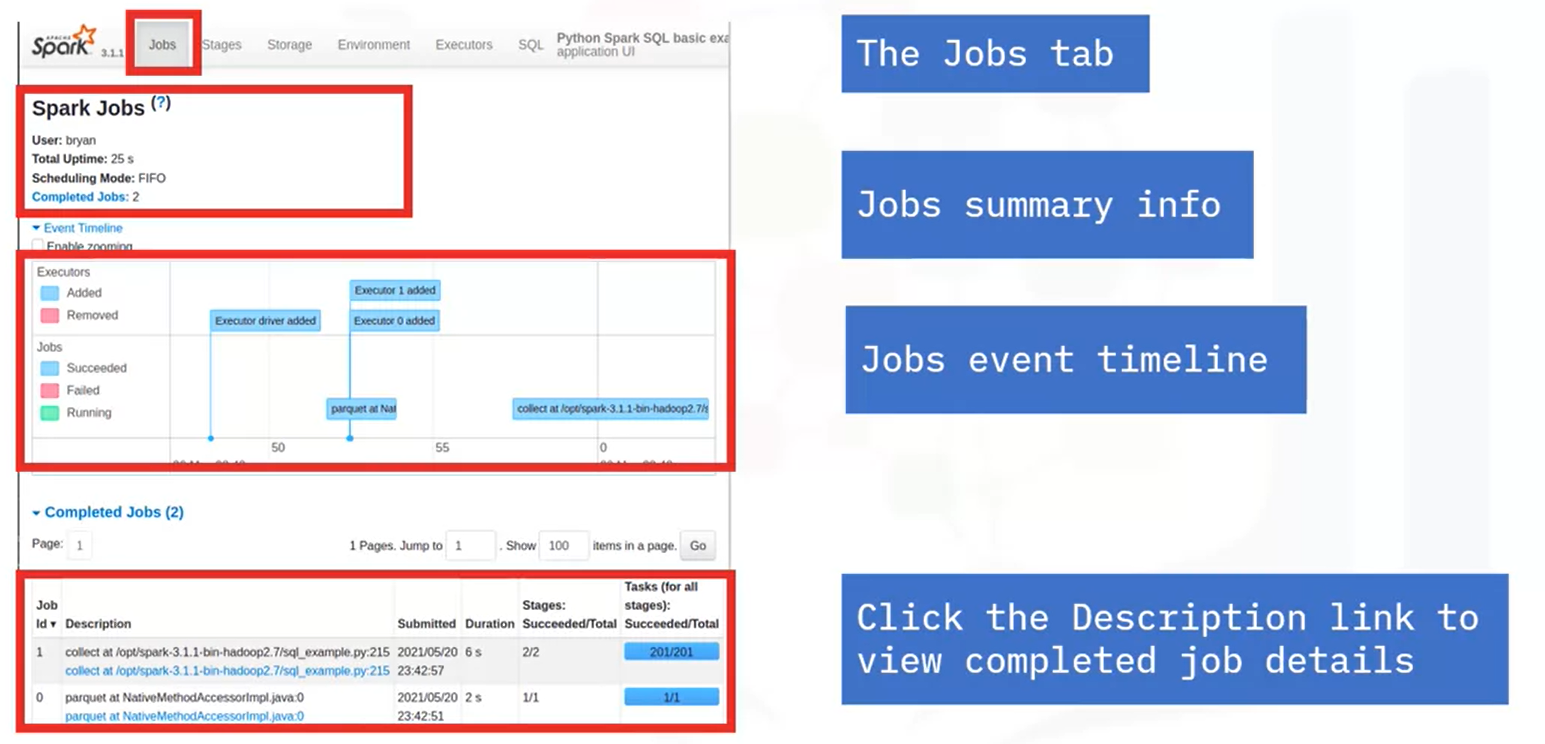 APACHE
Spark 3.1.1 Jobs Stages Storage Environment Executors SQL Python Spark SQL basic exa
application UI
Spark Jobs (?)
User: bryan
Total Uptime: 25 s
Scheduling Mode: FIFO
Completed Jobs: 2
Event Timeline
Enable zooming
Executors
Added
Removed
Executor 1 added
Executor driver added
Executor 0 added
Jobs
Succeeded
Failed
Running
parquet at Nat
collect at /opt/spark-3.1.1-bin-hadoop2.7/s
50 55 0
Completed Jobs (2)
Page: 1
1 Pages. Jump to 1 . Show 100 items in a page. Go
Job Id ▾ Description Submitted Duration Stages: Succeeded/Total Tasks (for all stages): Succeeded/Total
1 collect at /opt/spark-3.1.1-bin-hadoop2.7/sql_example.py:215 2021/05/20 6 s 2/2 201/201
collect at /opt/spark-3.1.1-bin-hadoop2.7/sql_example.py:215 23:42:57
0 parquet at NativeMethodAccessorImpl.java:0 2021/05/20 2 s 1/1 1/1
parquet at NativeMethodAccessorImpl.java:0 23:42:51
The Jobs tab
Jobs summary info
Jobs event timeline
Click the Description link to
view completed job details